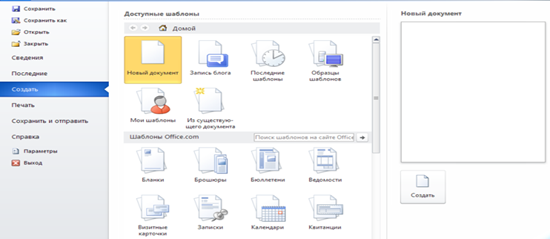 Сохранить
Сохранить как
Открыть
Закрыть
Сведения
Последние
Создать
Печать
Сохранить и отправить
Справка
Параметры
Выход
Доступные шаблоны
Домой
Новый документ
Запись блога
Последние
шаблоны
Образцы
шаблонов
Мои шаблоны
Из существую-
щего документа
Шаблоны Office.com
Поиск шаблонов на сайте Office
Бланки
Брошюры
Бюллетени
Ведомости
Визитные
карточки
Записки
Календари
Квитанции
Новый документ
Создать